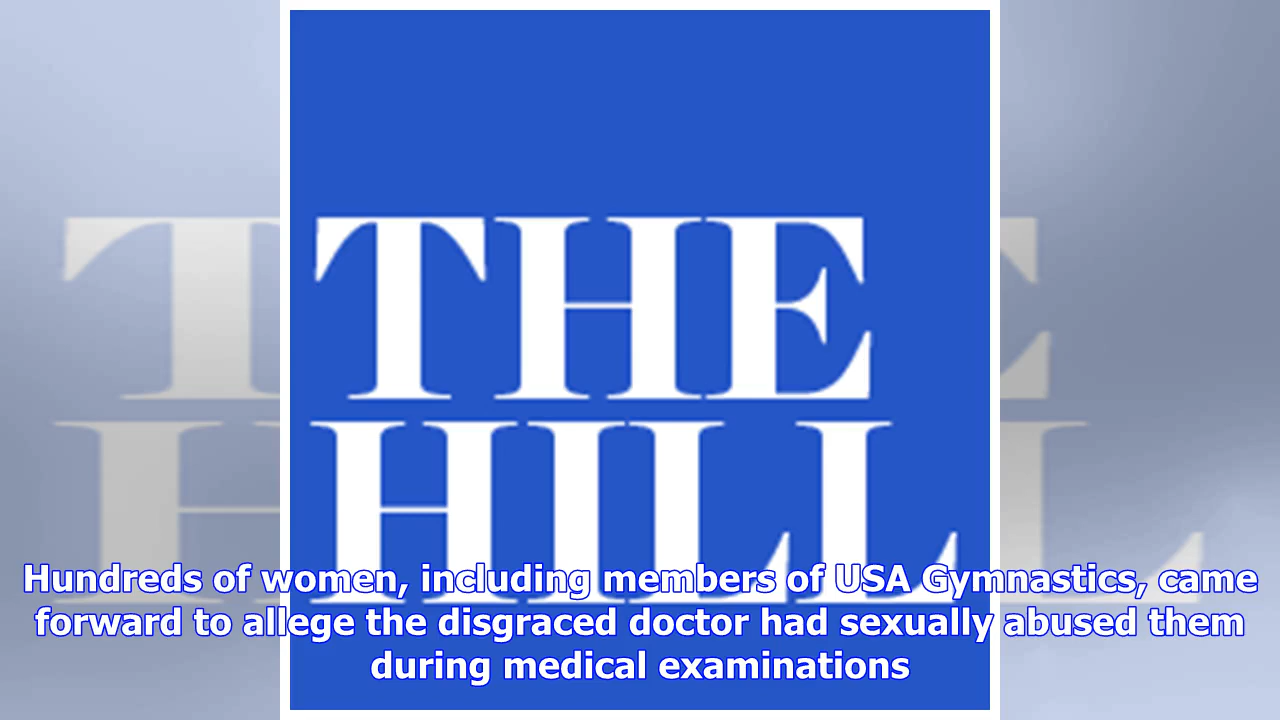 THE
HILL
Hundreds of women, including members of USA Gymnastics, came
forward to allege the disgraced doctor had sexually abused them
during medical examinations